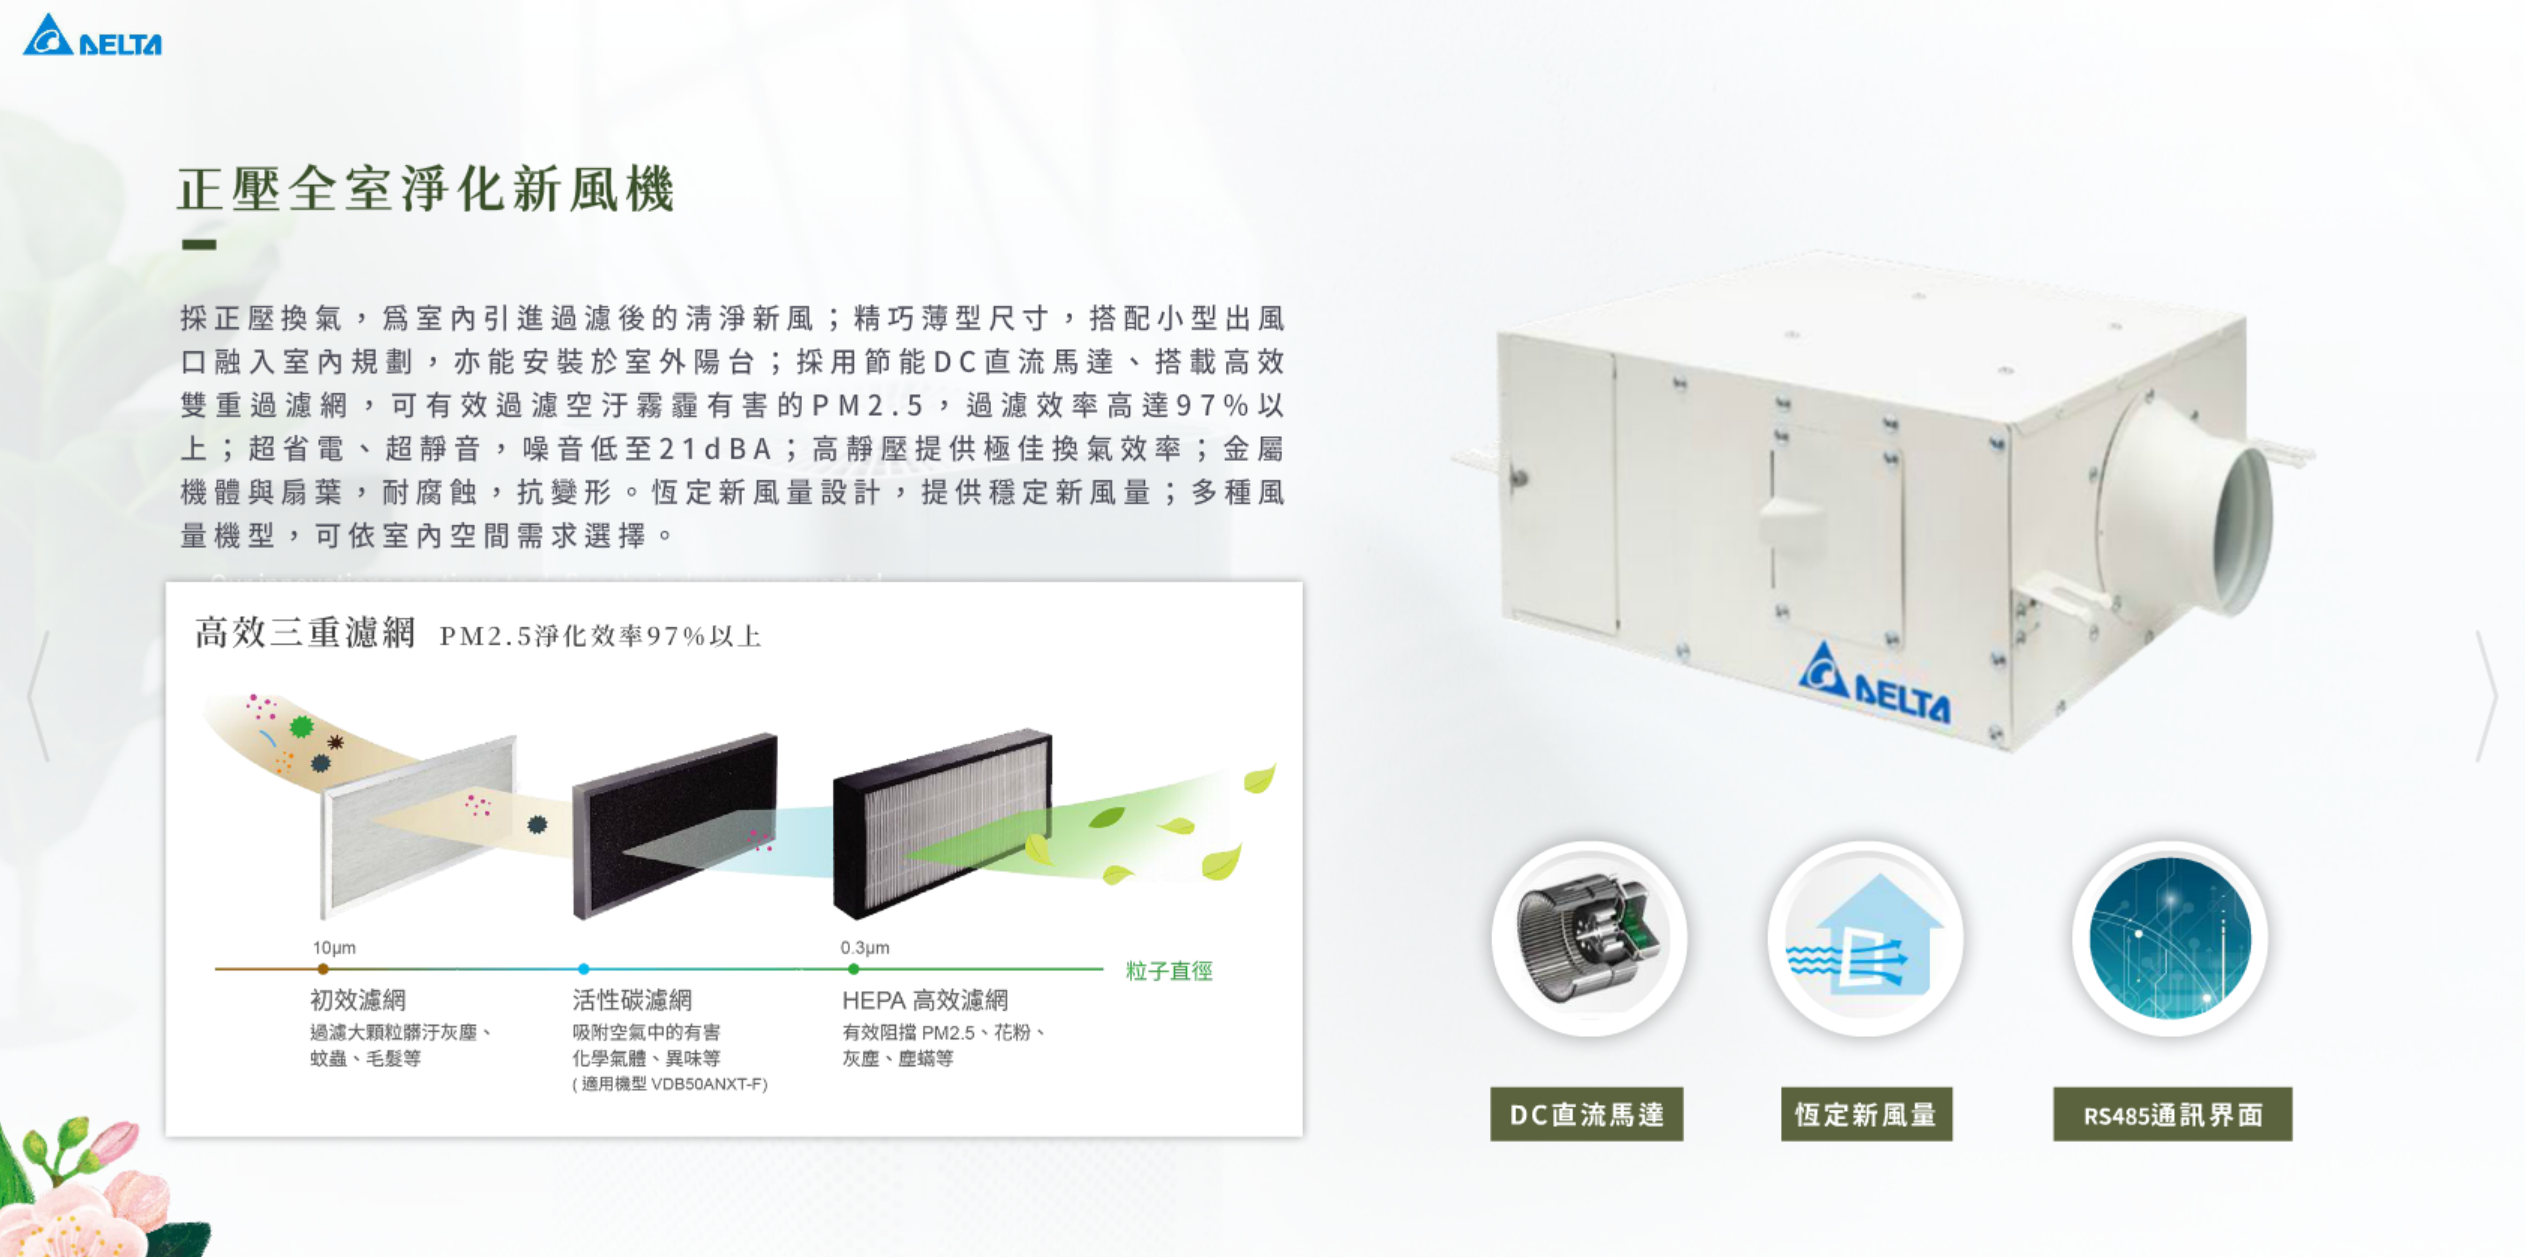 DELTA
正壓全室淨化新風機
採正壓換氣，為室內引進過濾後的清淨新風；精巧薄型尺寸，搭配小型出風
口融入室內規劃，亦能安裝於室外陽台；採用節能DC直流馬達、搭載高效
雙重過濾網，可有效過濾空汙霧霾有害的PM2.5，過濾效率高達97%以
上；超省電、超靜音，噪音低至21dBA；高靜壓提供極佳換氣效率；金屬
機體與扇葉，耐腐蝕，抗變形。恆定新風量設計，提供穩定新風量；多種風
量機型，可依室內空間需求選擇。
高效三重濾網 PM2.5淨化效率97%以上
10μm
0.3μm
粒子直徑
初效濾網
過濾大顆粒髒汙灰塵、
蚊蟲、毛髮等
活性碳濾網
吸附空氣中的有害
化學氣體、異味等
( 適用機型 VDB50ANXT-F)
HEPA 高效濾網
有效阻擋 PM2.5、花粉、
灰塵、塵蟎等
DELTA
DC直流馬達
恆定新風量
RS485通訊界面